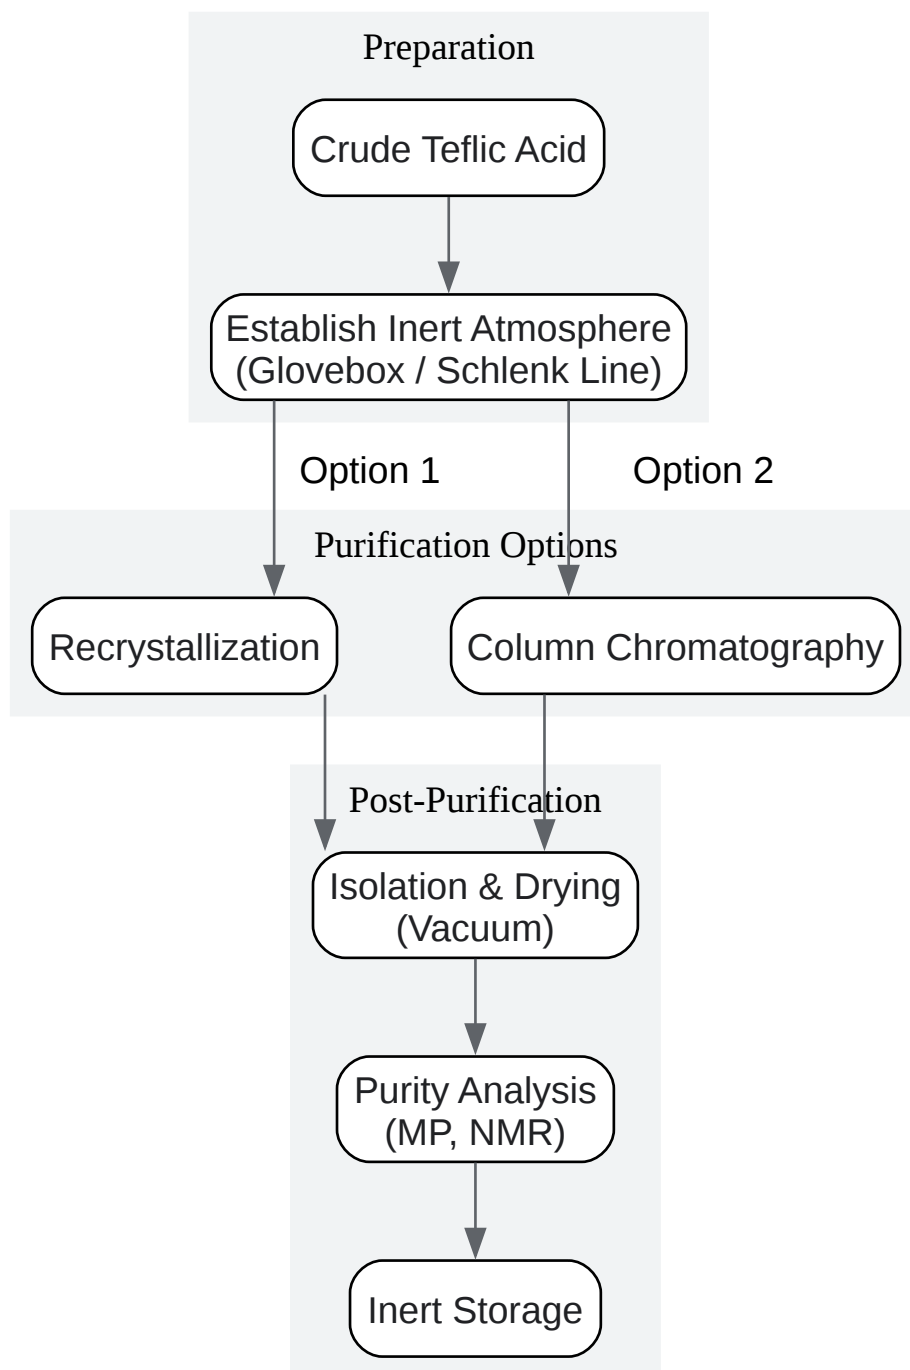 Preparation
Crude Teflic Acid
Establish Inert Atmosphere
(Glovebox / Schlenk Line)
Option 1
Option 2
Purification Options
Recrystallization
Column Chromatography
Post-Purification
Isolation & Drying
(Vacuum)
Purity Analysis
(MP, NMR)
Inert Storage